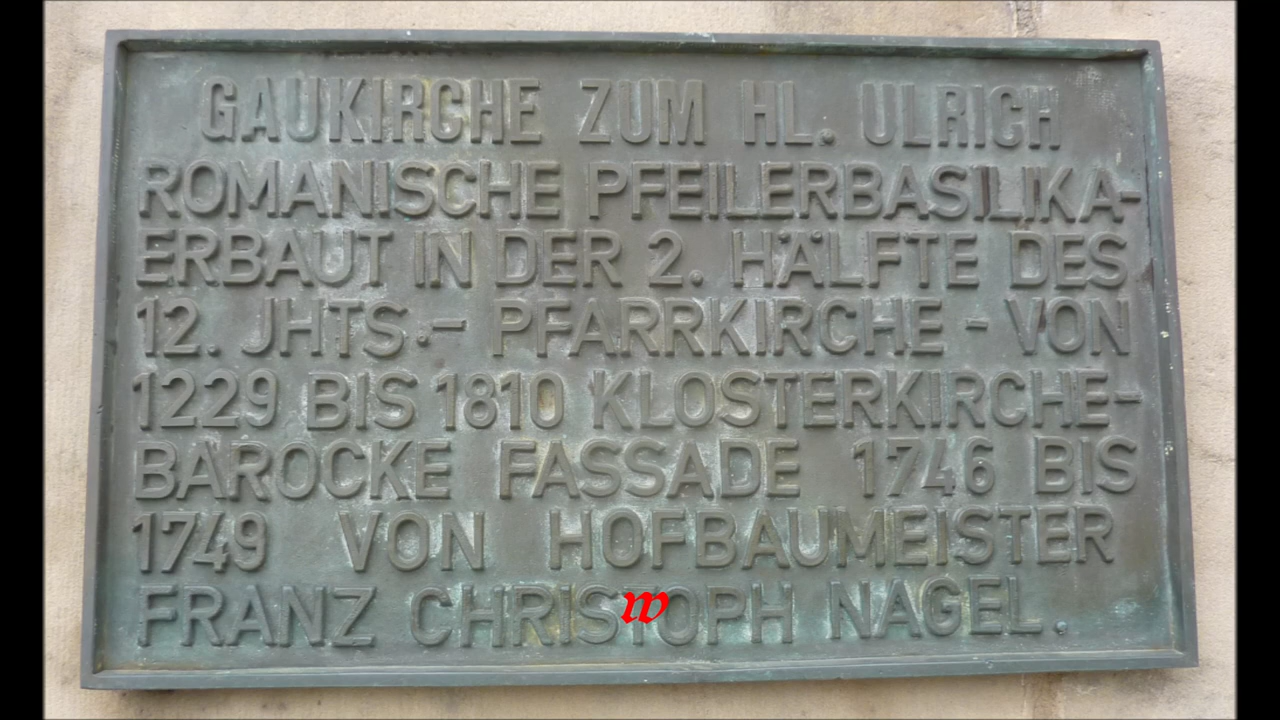 GAUKIRCHE ZUM HL. ULRICH
ROMANISCHE PFEILERBASILIKA-
ERBAUT IN DER 2. HÄLFTE DES
12. JHTS.- PFARRKIRCHE - VON
1229 BIS 1810 KLOSTERKIRCHE-
BAROCKE FASSADE 1746 BIS
1749 VON HOFBAUMEISTER
FRANZ CHRISTOPH NAGEL.
w